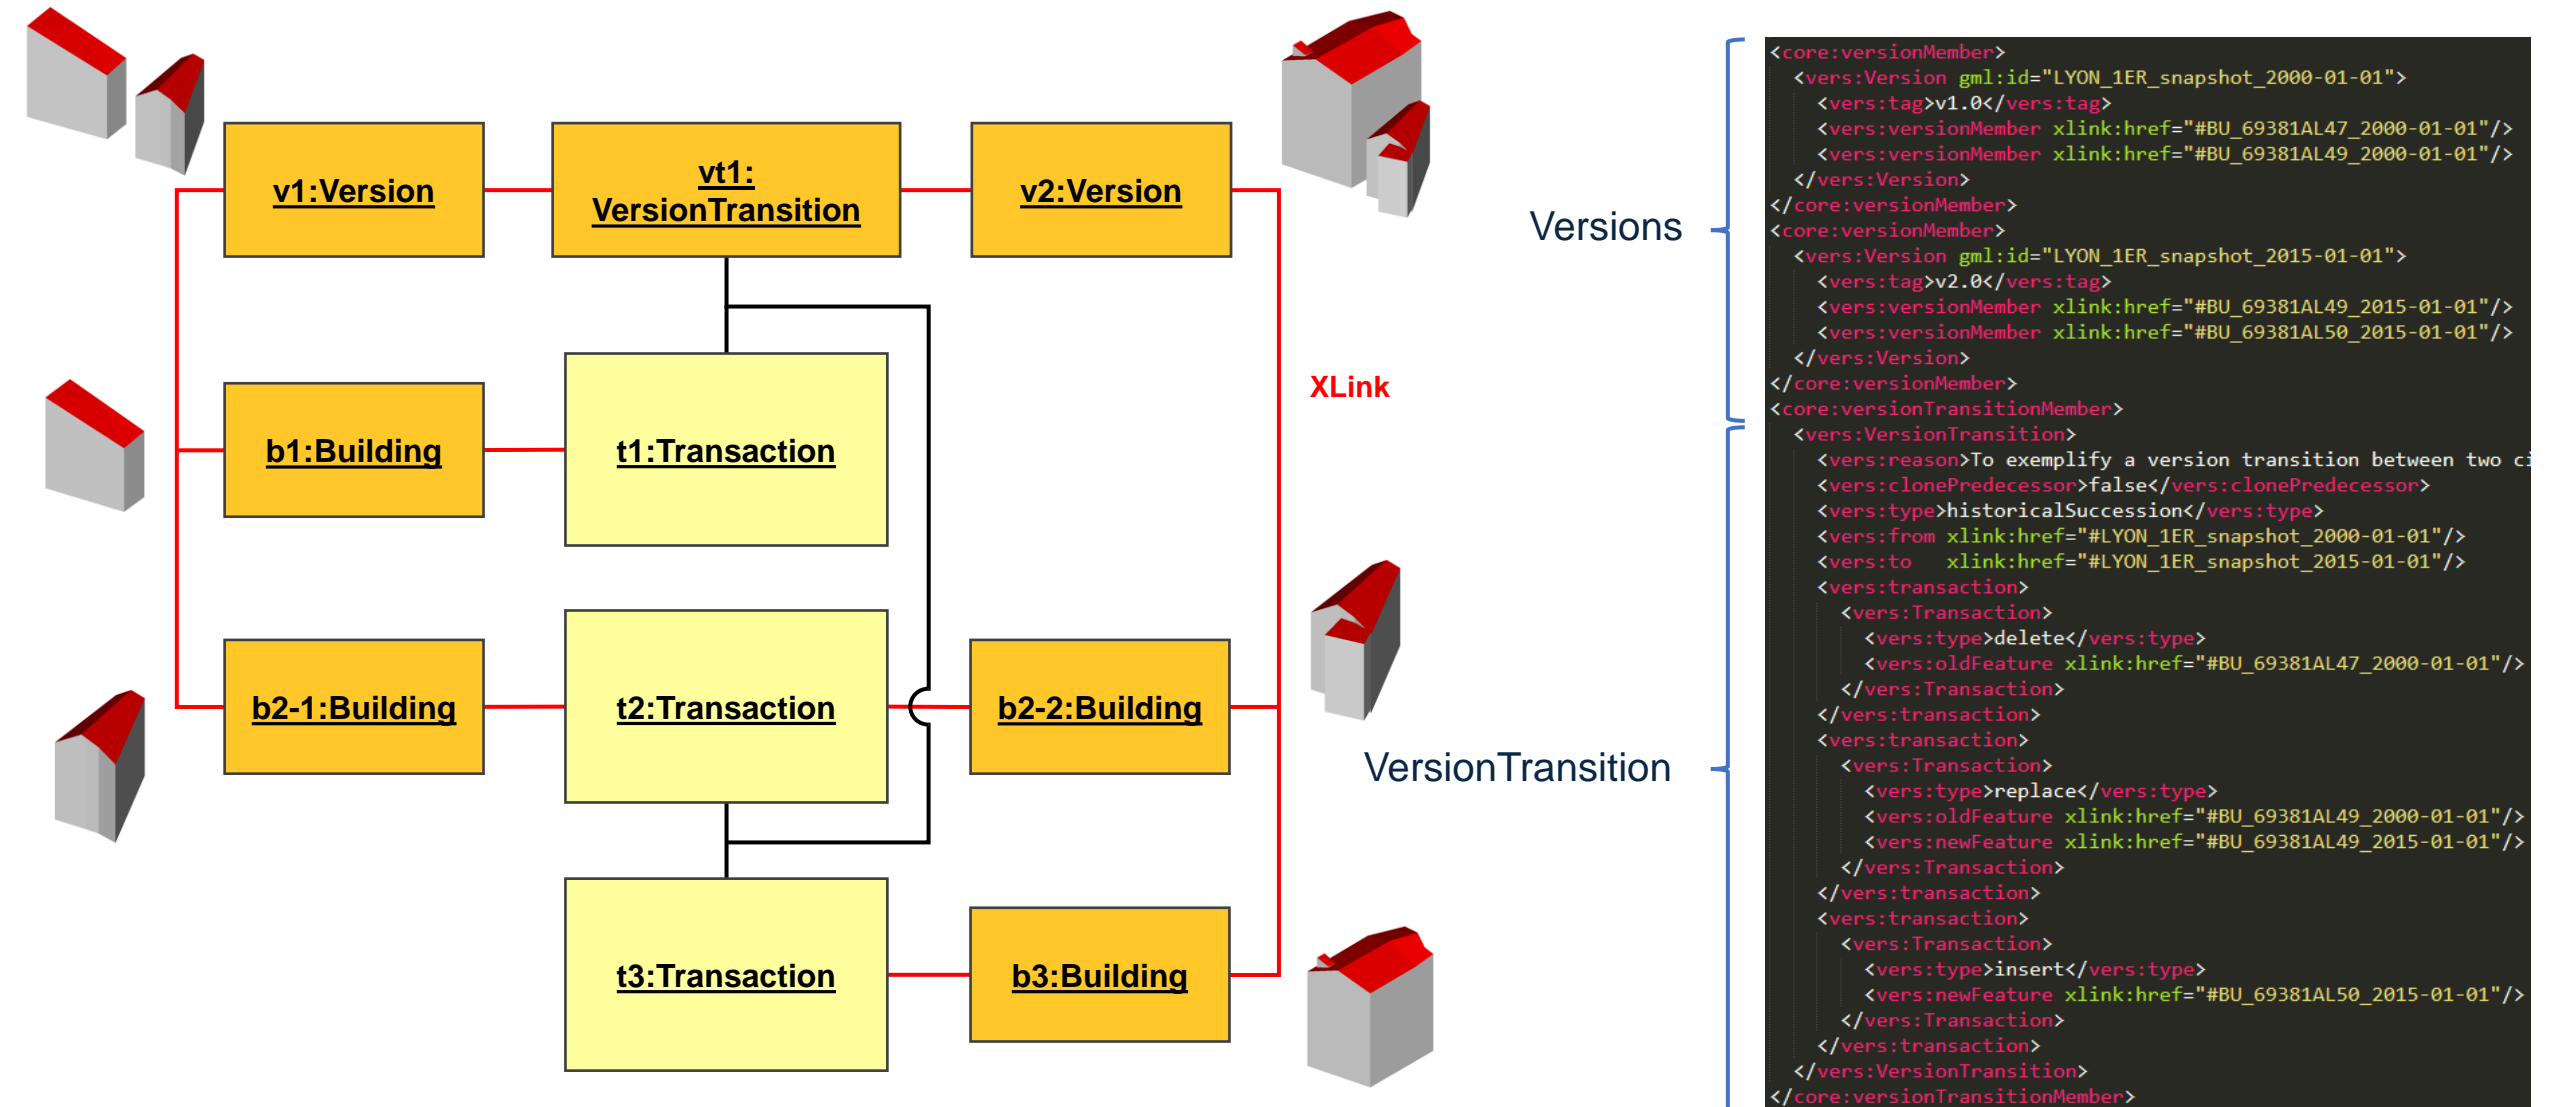 v1:Version
vt1:
VersionTransition
v2:Version
b1:Building
t1:Transaction
XLink
b2-1:Building
t2:Transaction
b2-2:Building
t3:Transaction
b3:Building
Versions
VersionTransition
<core:versionMember>
<vers:Version gml:id="LYON_1ER_snapshot_2000-01-01">
<vers:tag>v1.0</vers:tag>
<vers:versionMember xlink:href="#BU_69381AL47_2000-01-01"/>
<vers:versionMember xlink:href="#BU_69381AL49_2000-01-01"/>
</vers:Version>
</core:versionMember>
<core:versionMember>
<vers:Version gml:id="LYON_1ER_snapshot_2015-01-01">
<vers:tag>v2.0</vers:tag>
<vers:versionMember xlink:href="#BU_69381AL49_2015-01-01"/>
<vers:versionMember xlink:href="#BU_69381AL50_2015-01-01"/>
</vers:Version>
</core:versionMember>
<core:versionTransitionMember>
<vers:VersionTransition>
<vers:reason>To exemplify a version transition between two ci
<vers:clonePredecessor>false</vers:clonePredecessor>
<vers:type>historicalSuccession</vers:type>
<vers:from xlink:href="#LYON_1ER_snapshot_2000-01-01"/>
<vers:to xlink:href="#LYON_1ER_snapshot_2015-01-01"/>
<vers:transaction>
<vers:Transaction>
<vers:type>delete</vers:type>
<vers:oldFeature xlink:href="#BU_69381AL47_2000-01-01"/>
</vers:Transaction>
</vers:transaction>
<vers:transaction>
<vers:Transaction>
<vers:type>replace</vers:type>
<vers:oldFeature xlink:href="#BU_69381AL49_2000-01-01"/>
<vers:newFeature xlink:href="#BU_69381AL49_2015-01-01"/>
</vers:Transaction>
</vers:transaction>
<vers:transaction>
<vers:Transaction>
<vers:type>insert</vers:type>
<vers:newFeature xlink:href="#BU_69381AL50_2015-01-01"/>
</vers:Transaction>
</vers:transaction>
</vers:VersionTransition>
</core:versionTransitionMember>